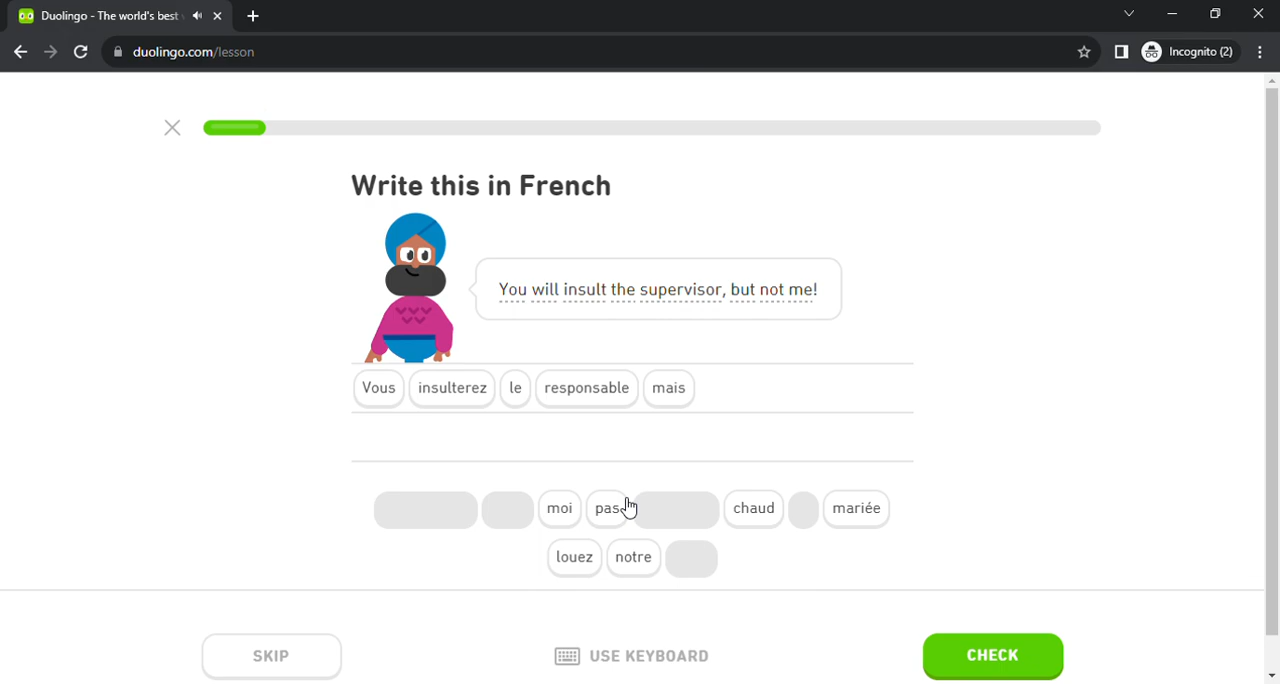 Duolingo - The world's best
duolingo.com/lesson
Incognito (2)
Write this in French
You will insult the supervisor, but not me!
Vous insulterez le responsable mais
moi pas chaud mariée
louez notre
SKIP USE KEYBOARD CHECK